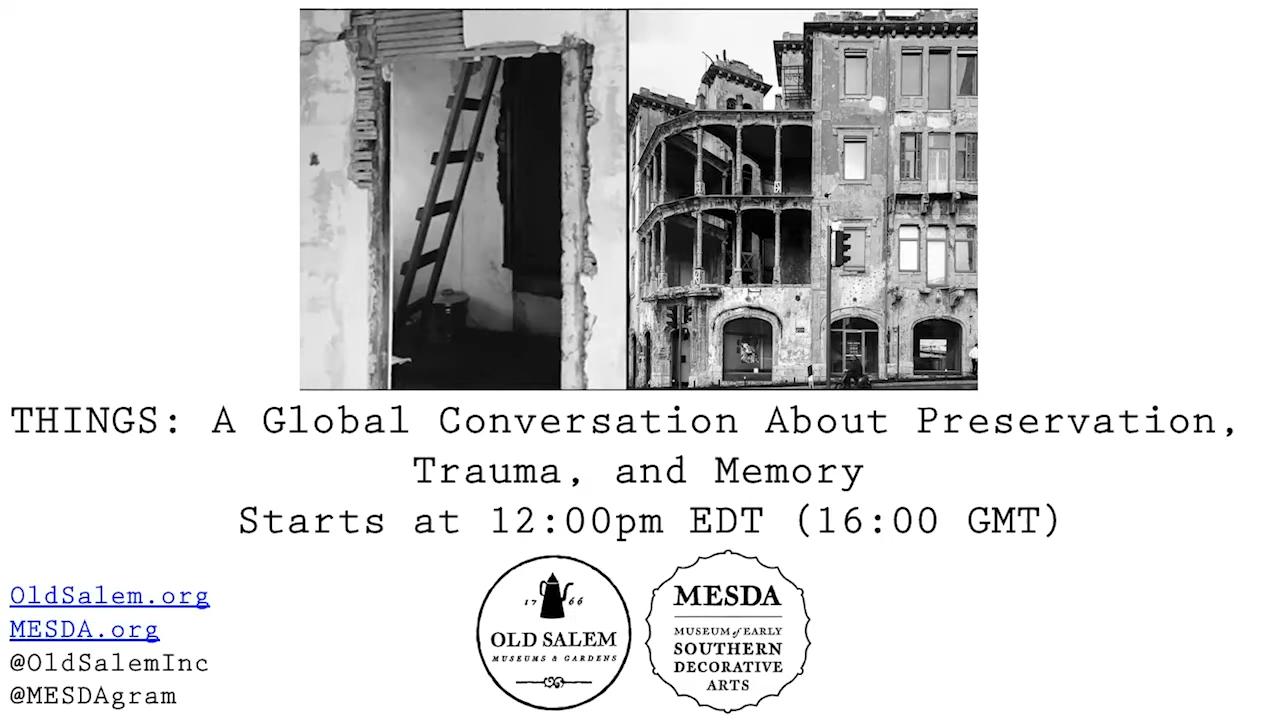 THINGS: A Global Conversation About Preservation,
Trauma, and Memory
Starts at 12:00pm EDT (16:00 GMT)
OldSalem.org
MESDA.org
@OldSalemInc
@MESDAgram
17 66
OLD SALEM
MUSEUMS & GARDENS
MESDA
MUSEUM of EARLY
SOUTHERN
DECORATIVE
ARTS